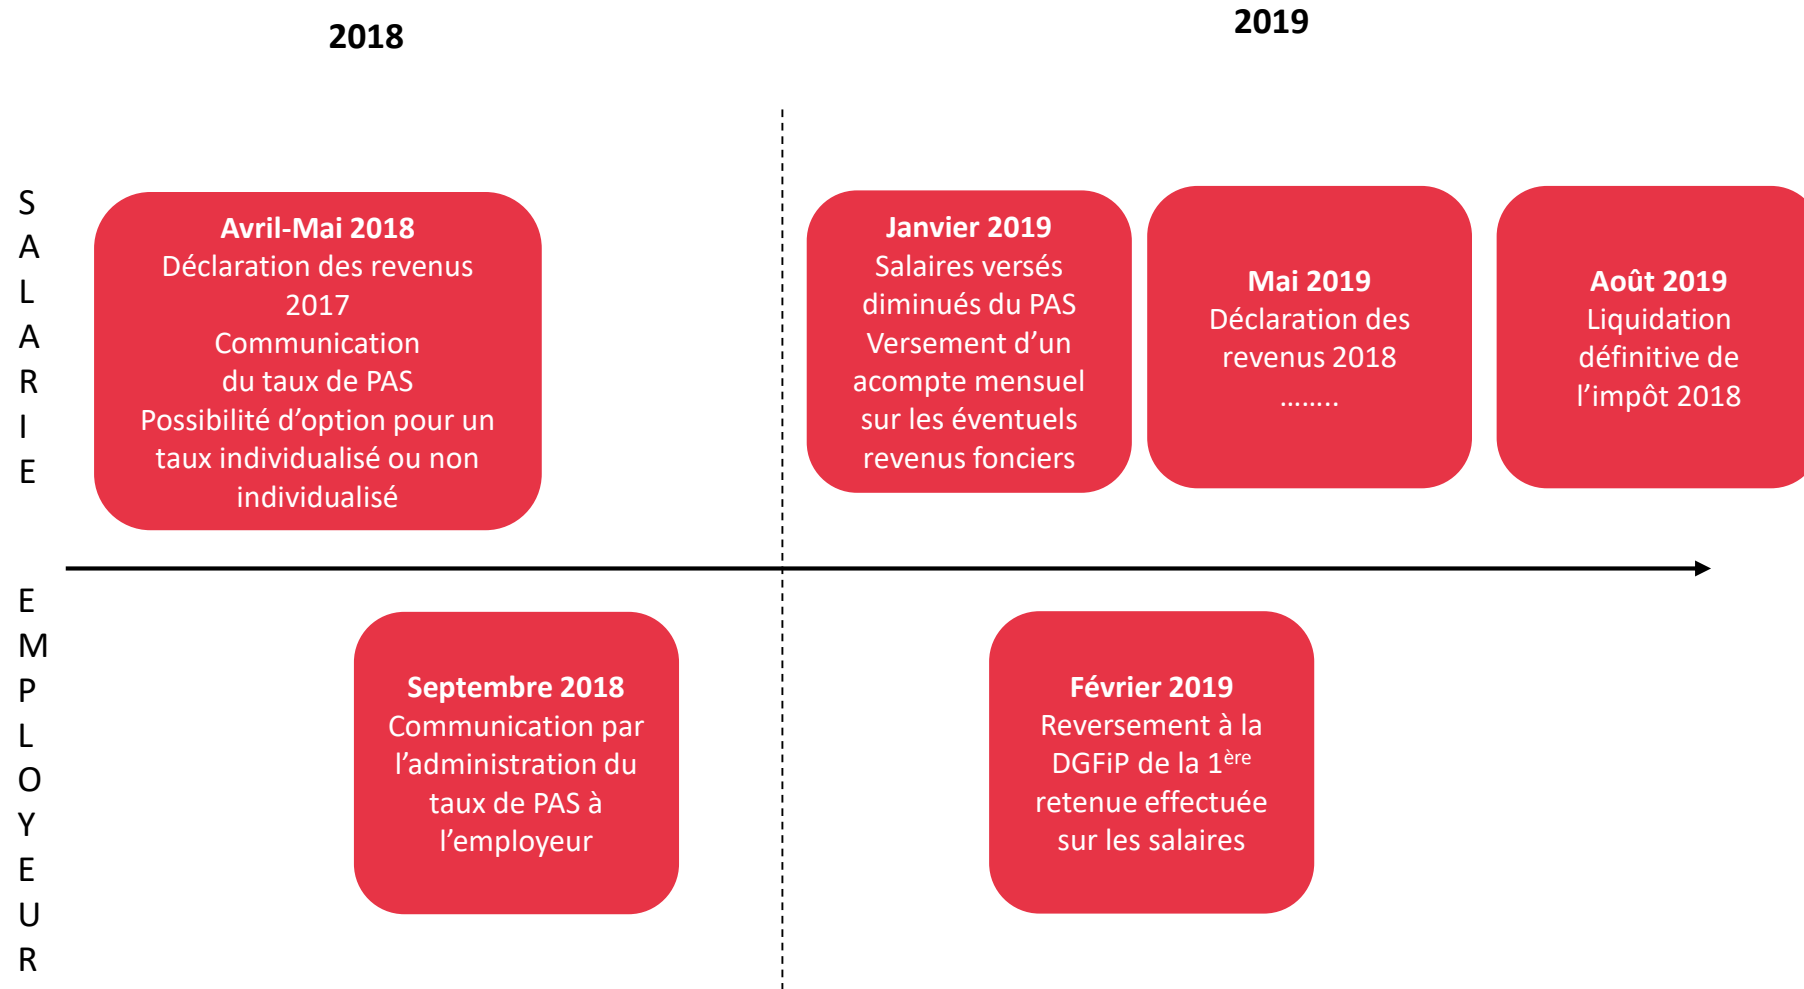 2018
2019
SALARIE
Avril-Mai 2018
Déclaration des revenus
2017
Communication
du taux de PAS
Possibilité d’option pour un
taux individualisé ou non
individualisé
Janvier 2019
Salaires versés
diminués du PAS
Versement d’un
acompte mensuel
sur les éventuels
revenus fonciers
Mai 2019
Déclaration des
revenus 2018
........
Août 2019
Liquidation
définitive de
l’impôt 2018
EMPLOYEUR
Septembre 2018
Communication par
l’administration du
taux de PAS à
l’employeur
Février 2019
Reversement à la
DGFiP de la 1ère
retenue effectuée
sur les salaires